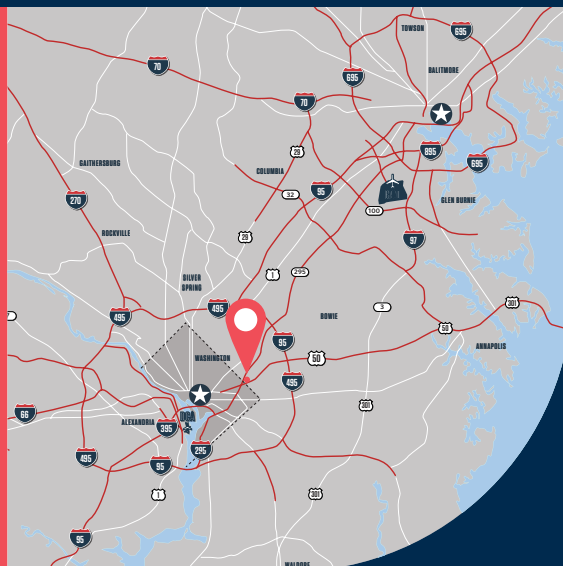 TOWSON
695
BALITMORE
70
695
70
29
895
695
GAITHERSBURG
COLUMBIA
95
32
270
GLEN BURNIE
100
ROCKVILLE
29
97
SILVER
SPRING
1
295
495
495
3
301
BOWIE
50
95
ANNAPOLIS
WASHINGTON
50
495
301
66
ALEXANDRIA
395
DCA
295
495
95
1
301
95
WALDORF